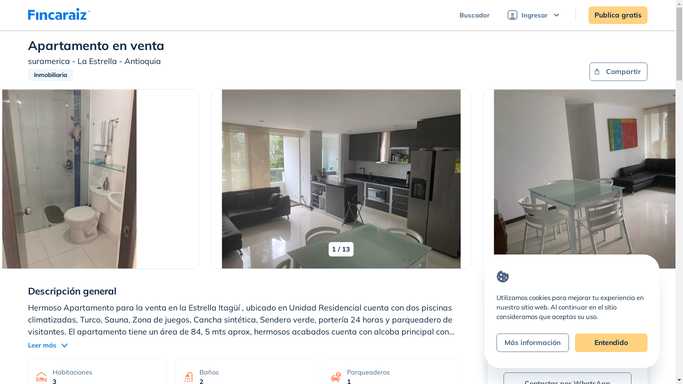 Fincaraiz
Buscador
Ingresar
Publica gratis
Apartamento en venta
suramerica - La Estrella - Antioquia
Inmobiliaria
Compartir
1 / 13
Descripción general
Hermoso Apartamento para la venta en la Estrella Itagüí , ubicado en Unidad Residencial cuenta con dos piscinas
climatizadas, Turco, Sauna, Zona de juegos, Cancha sintética, Sendero verde, portería 24 horas y parqueadero de
visitantes. El apartamento tiene un área de 84, 5 mts aprox, hermosos acabados cuenta con alcoba principal con...
Leer más
Habitaciones
3
Baños
2
Parqueaderos
1
Utilizamos cookies para mejorar tu experiencia en
nuestro sitio web. Al continuar en el sitio
consideramos que aceptas su uso.
Más información
Entendido
Contactar por WhatsApp